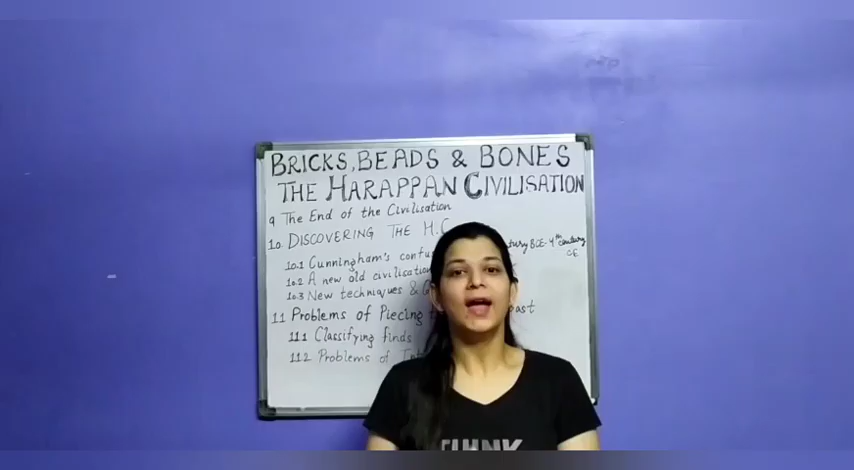 BRICKS, BEADS & BONES
THE HARAPPAN CIVILISATION
9 The End of the Civilisation
10. DISCOVERING THE H.C
10.1 Cunningham's BCE-4th century
CE
10.2 A new old civilisation
10.3 New techniques &
11 Problems of Piecing
11.1 Classifying finds
11.2 Problems of
THINK